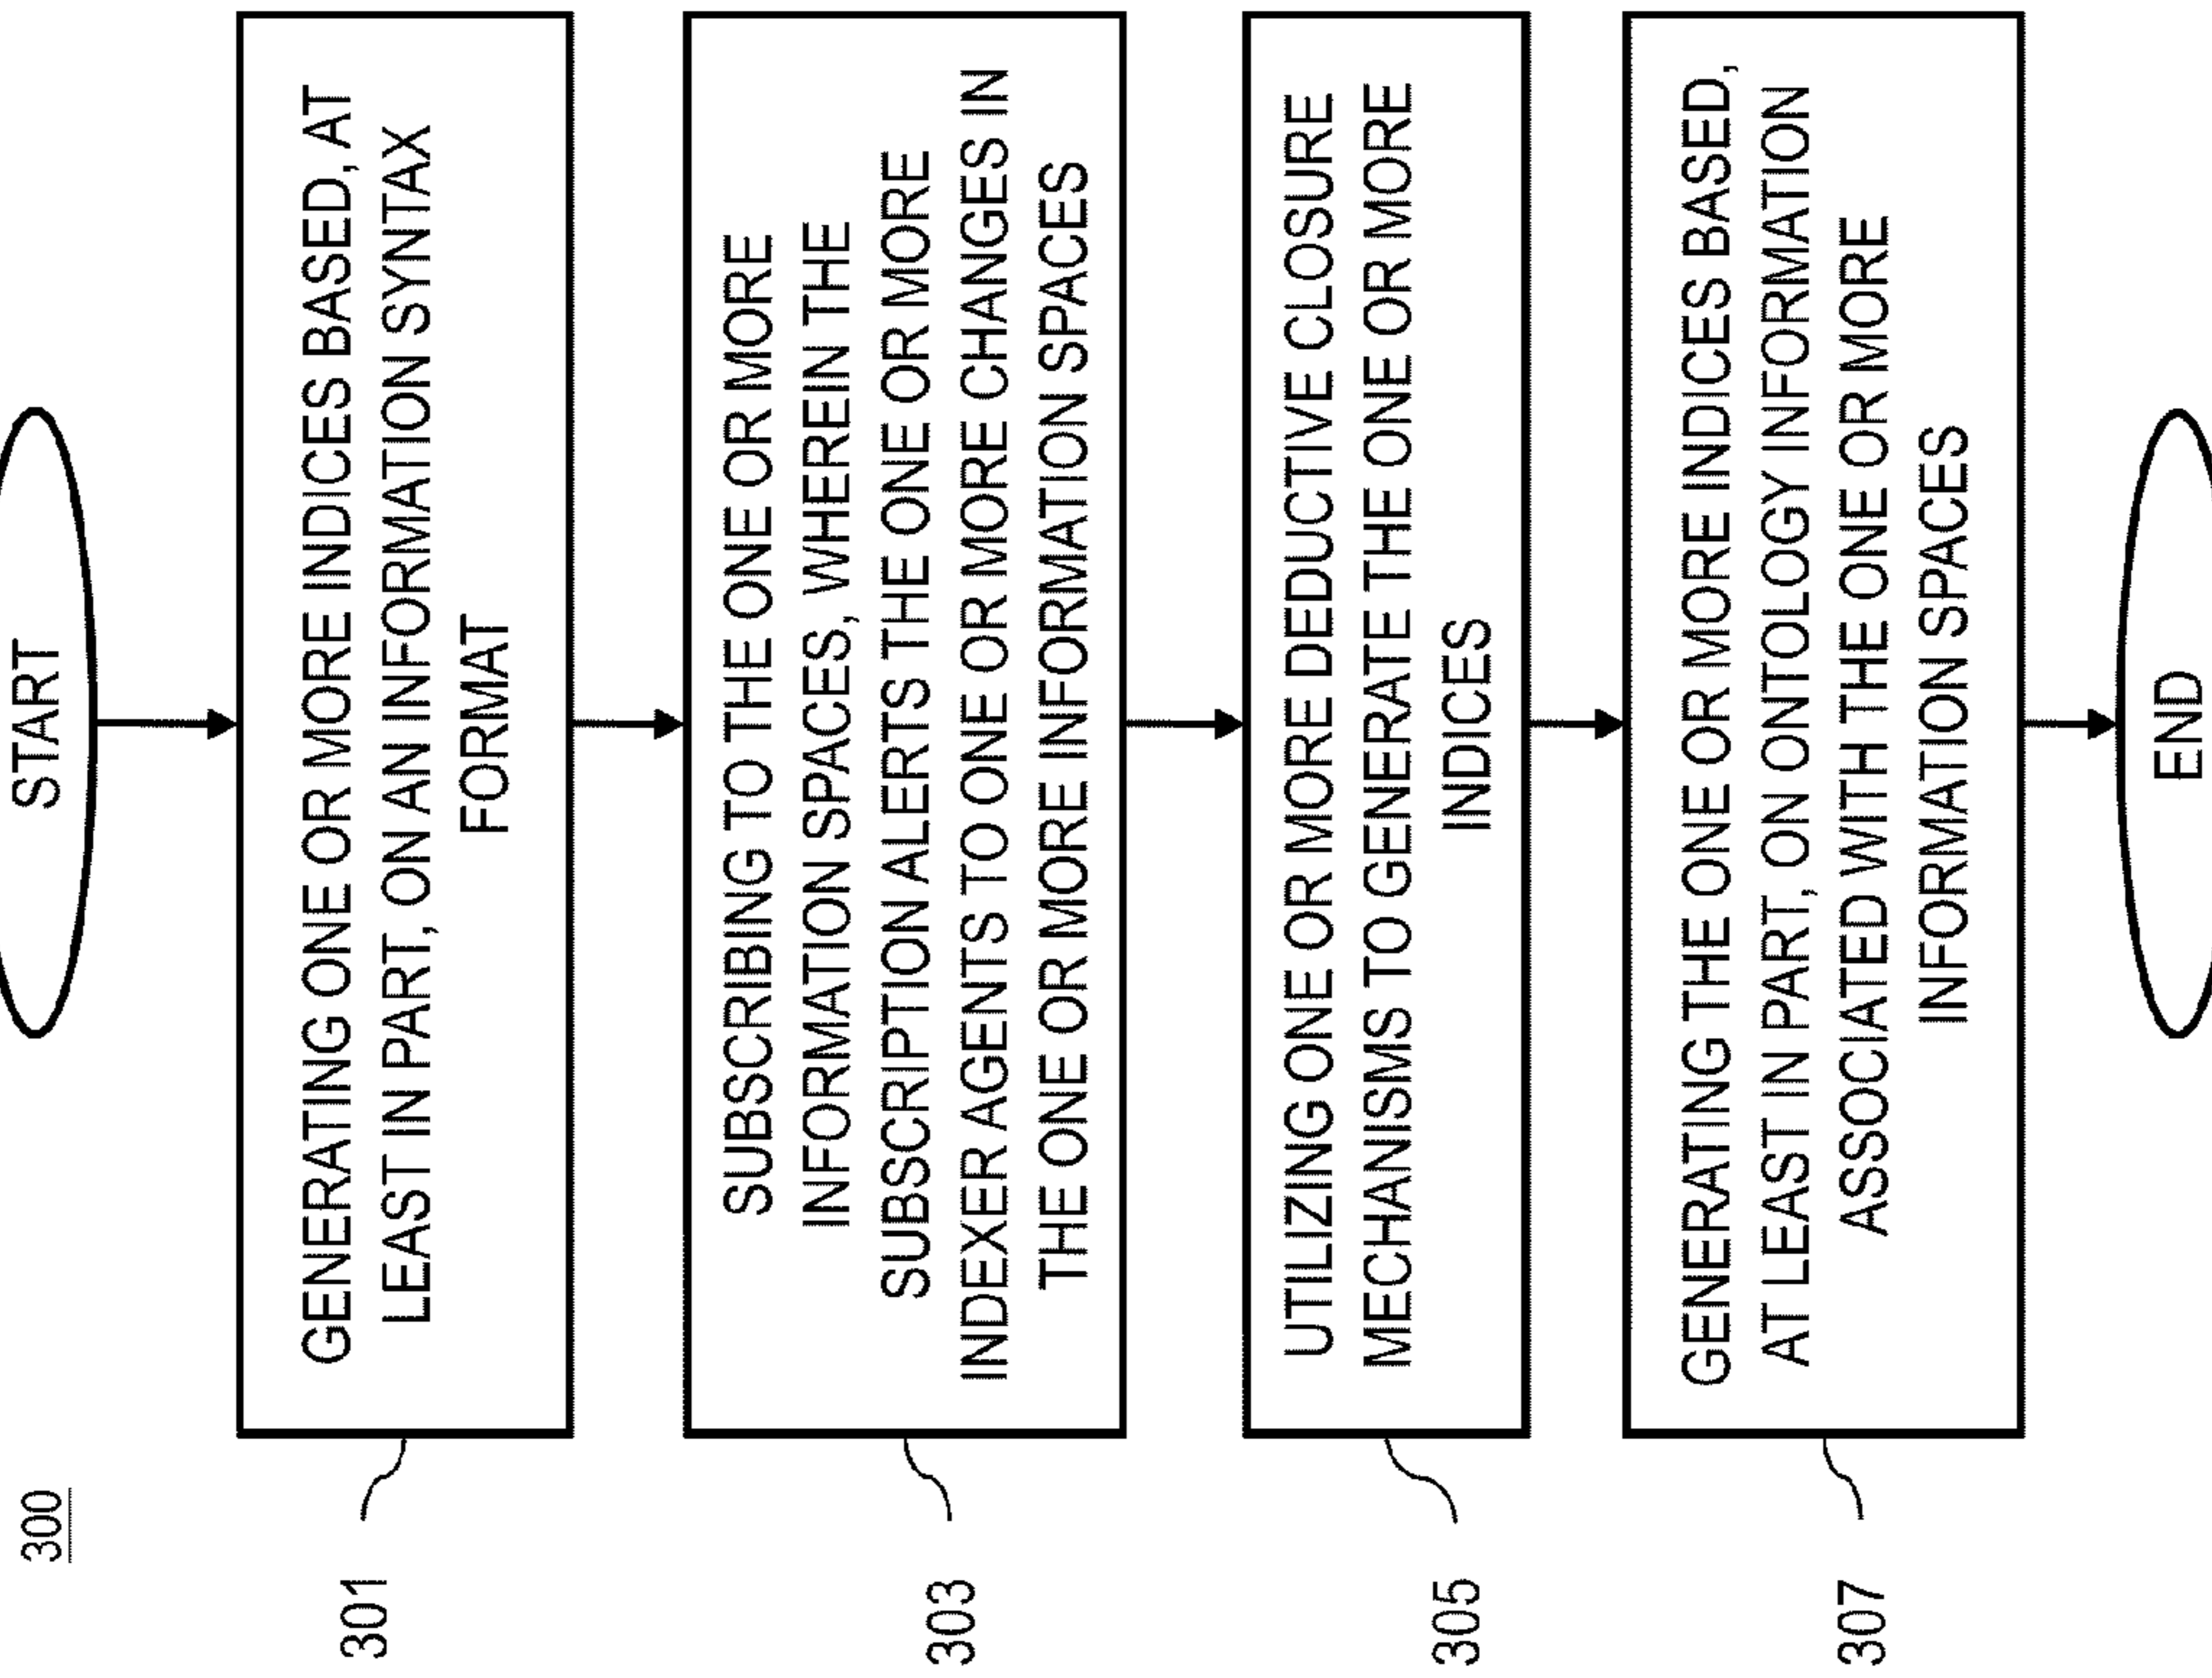 300
START
301
GENERATING ONE OR MORE INDICES BASED, AT
LEAST IN PART, ON AN INFORMATION SYNTAX
FORMAT
303
SUBSCRIBING TO THE ONE OR MORE
INFORMATION SPACES, WHEREIN THE
SUBSCRIPTION ALERTS THE ONE OR MORE
INDEXER AGENTS TO ONE OR MORE CHANGES IN
THE ONE OR MORE INFORMATION SPACES
305
UTILIZING ONE OR MORE DEDUCTIVE CLOSURE
MECHANISMS TO GENERATE THE ONE OR MORE
INDICES
307
GENERATING THE ONE OR MORE INDICES BASED,
AT LEAST IN PART, ON ONTOLOGY INFORMATION
ASSOCIATED WITH THE ONE OR MORE
INFORMATION SPACES
END